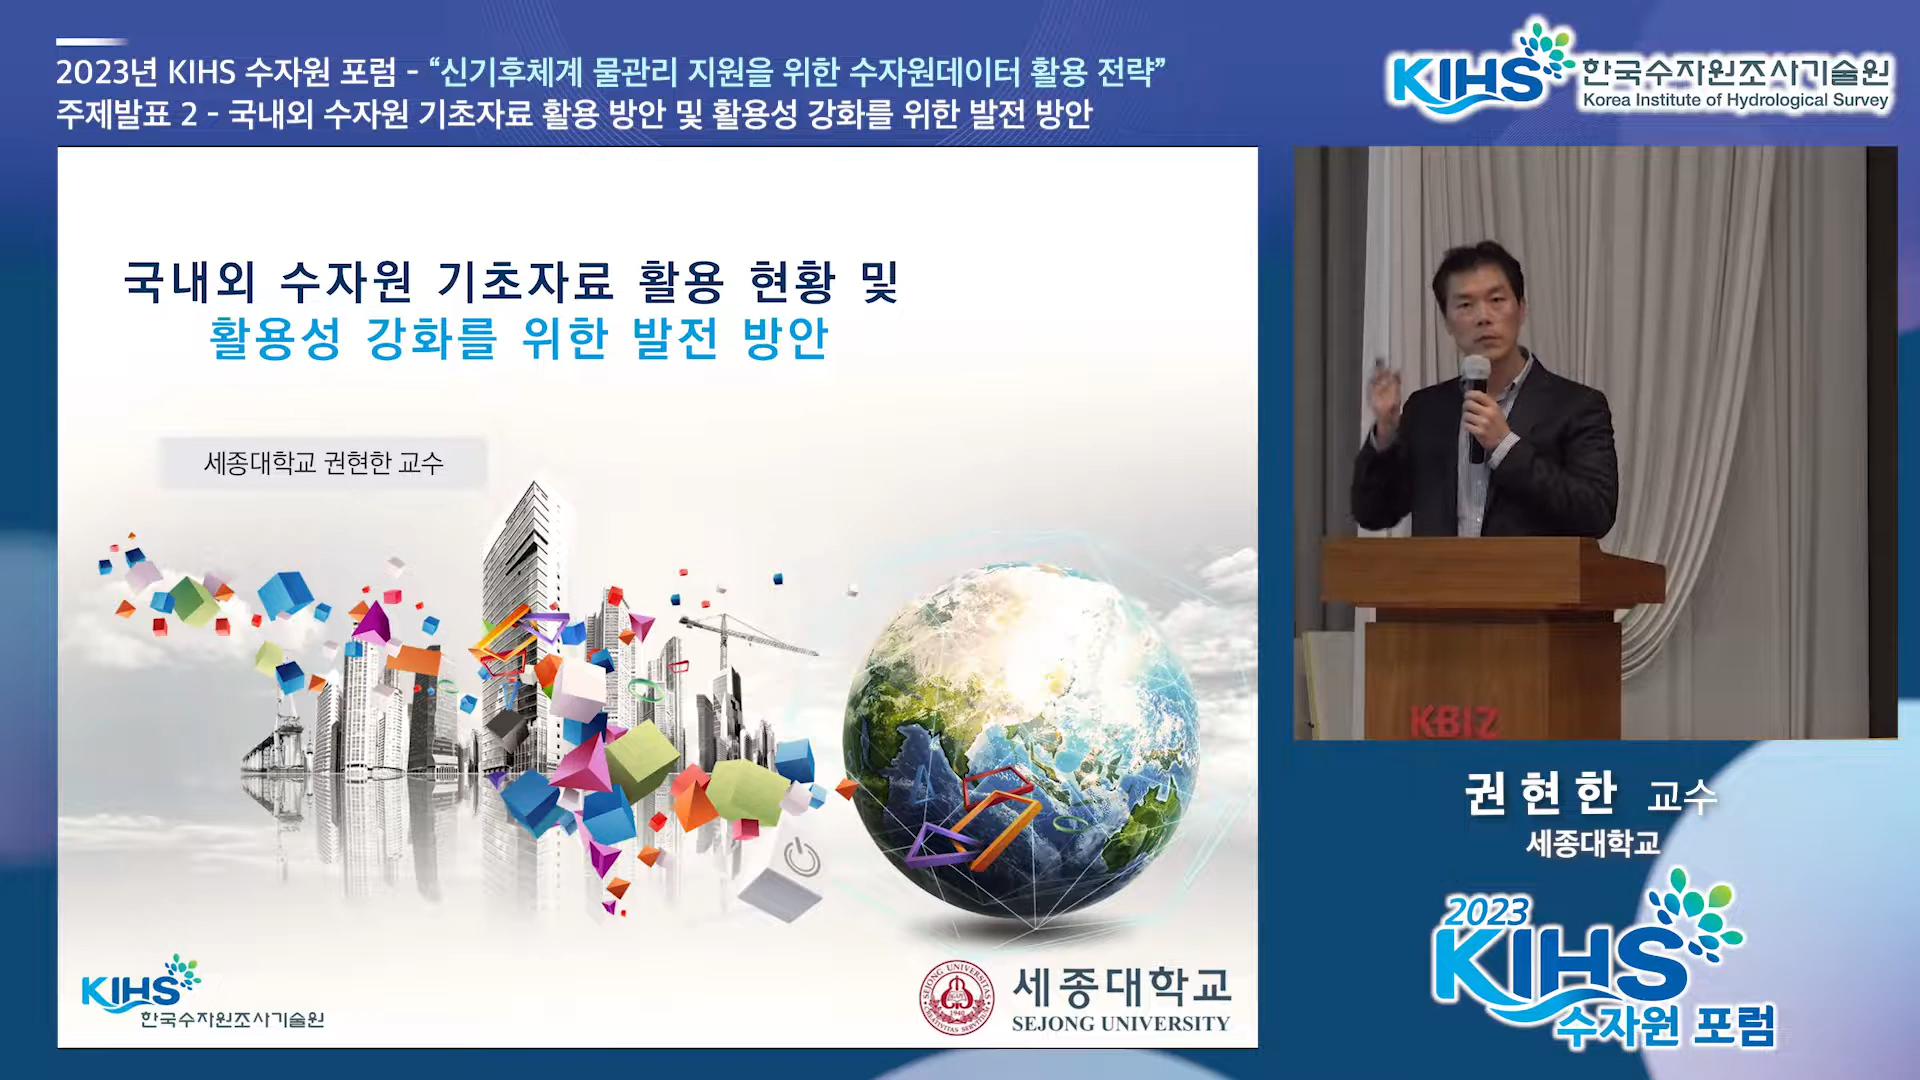 2023년 KIHS 수자원 포럼 - “신기후체계 물관리 지원을 위한 수자원데이터 활용 전략”
주제발표 2 - 국내외 수자원 기초자료 활용 방안 및 활용성 강화를 위한 발전 방안
KIHS 한국수자원조사기술원
Korea Institute of Hydrological Survey
국내외 수자원 기초자료 활용 현황 및
활용성 강화를 위한 발전 방안
세종대학교 권현한 교수
KIHS
한국수자원조사기술원
세종대학교
SEJONG UNIVERSITY
SEJONG UNIVERSITAS
1940
KBIZ
권현한 교수
세종대학교
2023
KIHS
수자원 포럼